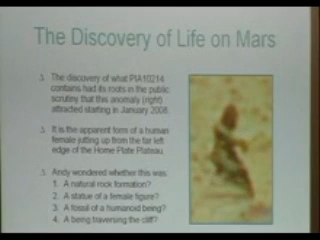 The Discovery of Life on Mars
The discovery of what PIA10214
contains had its roots in the public
scrutiny that this anomaly (right)
attracted starting in January 2008.
It is the apparent form of a human
female jutting up from the far left
edge of the Home Plate Plateau.
Andy wondered whether this was:
1. A natural rock formation?
2. A statue of a female figure?
3. A fossil of a humanoid being?
4. A being traversing the cliff?